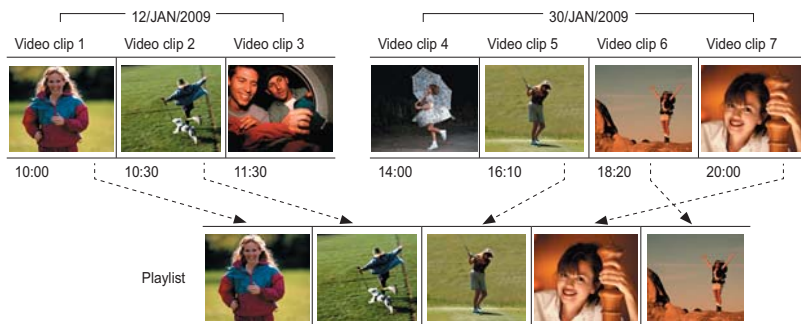 12/JAN/2009 30/JAN/2009
Video clip 1 Video clip 2 Video clip 3 Video clip 4 Video clip 5 Video clip 6 Video clip 7
10:00 10:30 11:30 14:00 16:10 18:20 20:00
Playlist